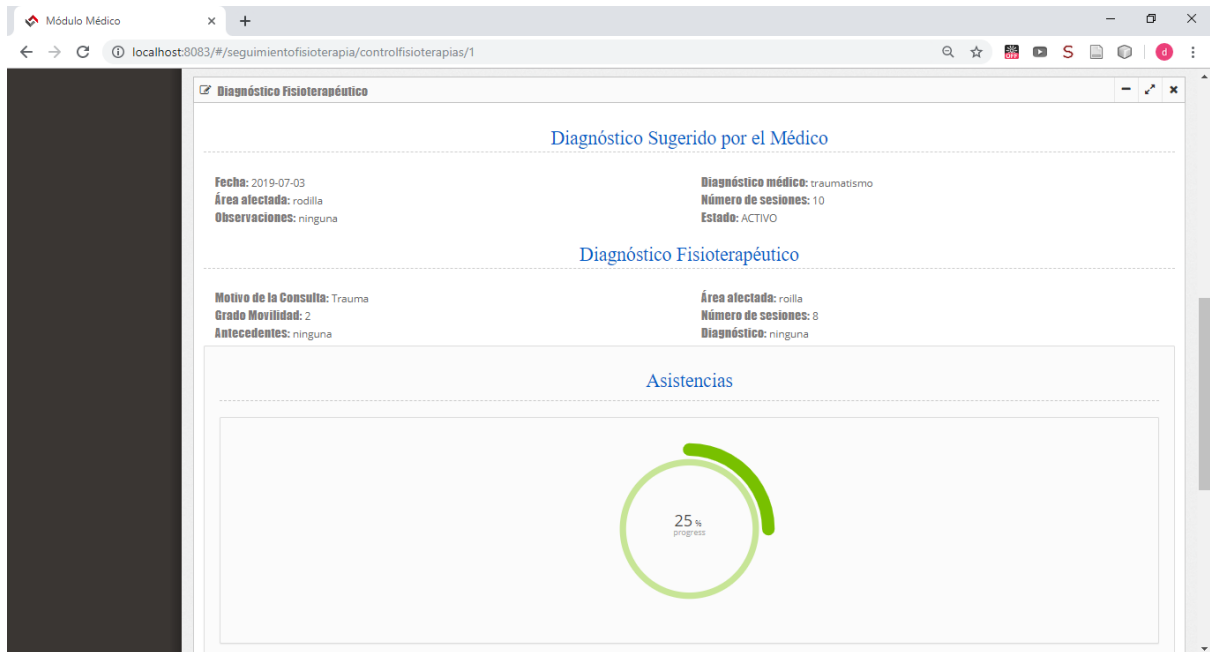 Módulo Médico
localhost:8083/#/seguimientofisioterapia/controlfisioterapias/1
OFF
S
d
Diagnóstico Fisioterapéutico
Diagnóstico Sugerido por el Médico
Fecha: 2019-07-03
Diagnóstico médico: traumatismo
Área afectada: rodilla
Número de sesiones: 10
Observaciones: ninguna
Estado: ACTIVO
Diagnóstico Fisioterapéutico
Motivo de la Consulta: Trauma
Área afectada: roilla
Grado Movilidad: 2
Número de sesiones: 8
Antecedentes: ninguna
Diagnóstico: ninguna
Asistencias
25 %
progress